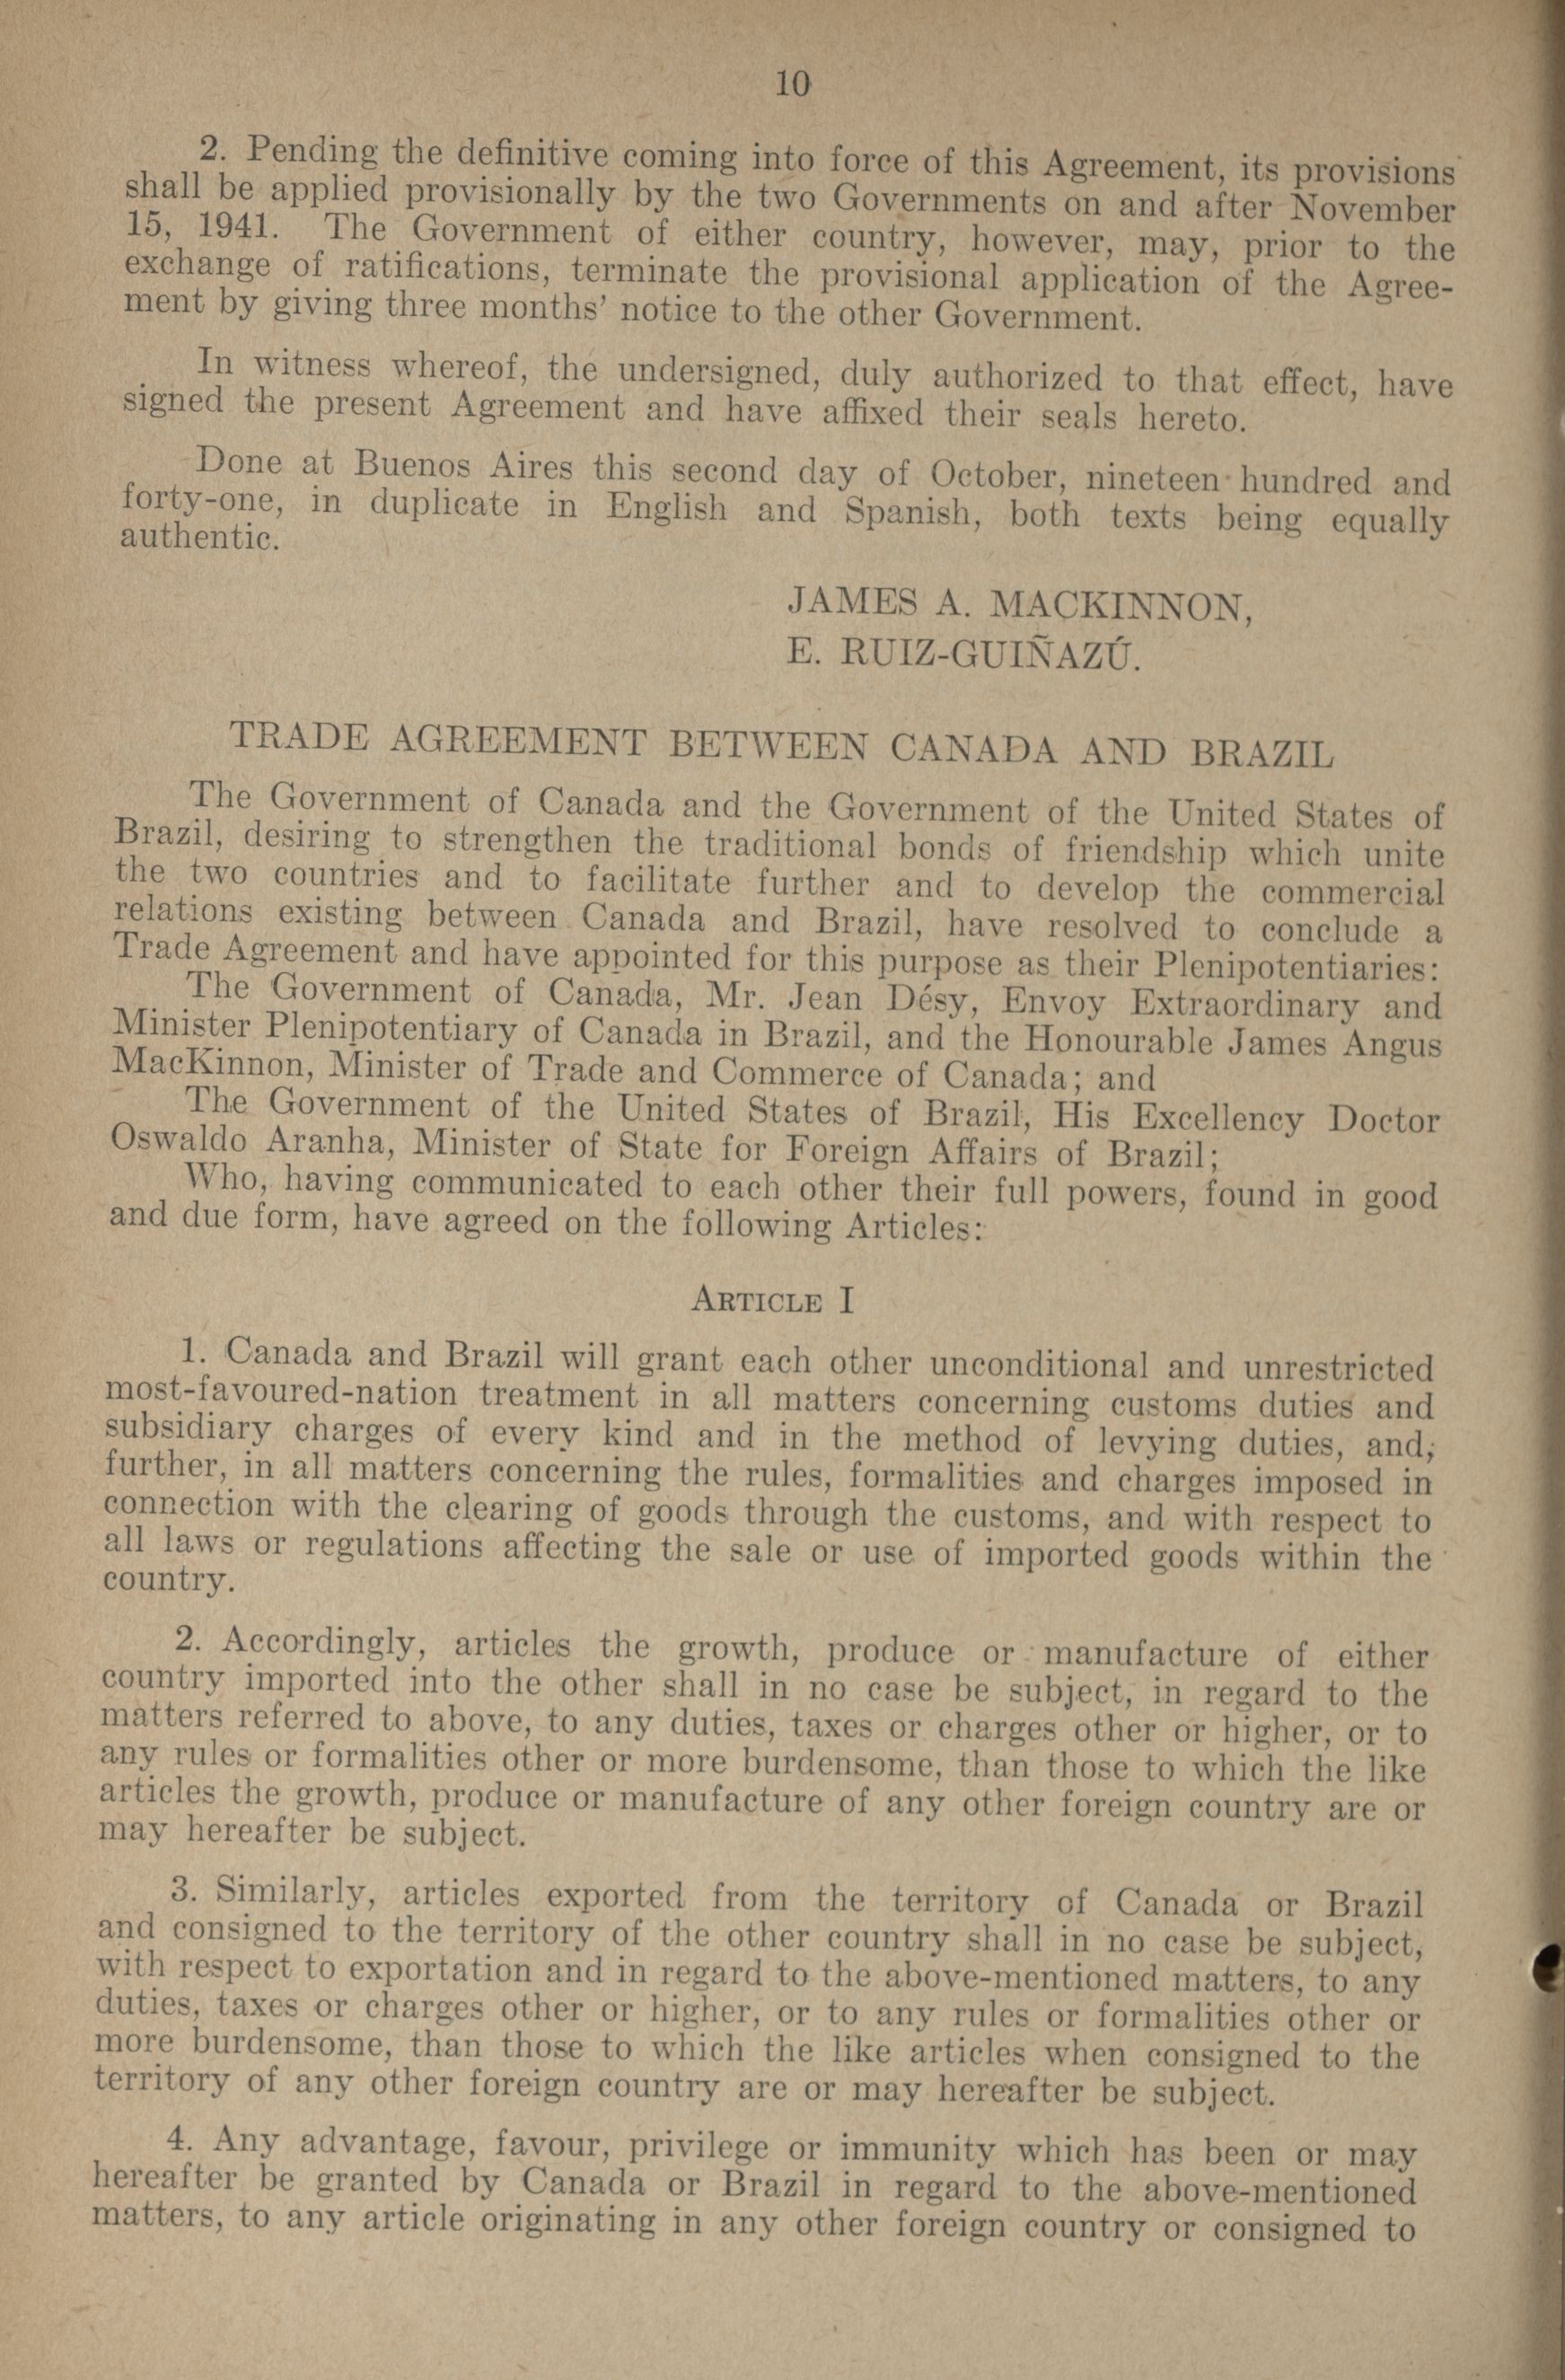 10
2. Pending the definitive coming into force of this Agreement, its provisions
shall be applied provisionally by the two Governments on and after November
15, 1941. The Government of either country, however, may, prior to the
exchange of ratifications, terminate the provisional application of the Agree-
ment by giving three months' notice to the other Government.
In witness whereof, the undersigned, duly authorized to that effect, have
signed the present Agreement and have affixed their seals hereto.
Done at Buenos Aires this second day of October, nineteen hundred and
forty-one, in duplicate in English and Spanish, both texts being equally
authentic.
JAMES A. MACKINNON,
E. RUIZ-GUIÑAZÚ.
TRADE AGREEMENT BETWEEN CANADA AND BRAZIL
The Government of Canada and the Government of the United States of
Brazil, desiring to strengthen the traditional bonds of friendship which unite
the two countries and to facilitate further and to develop the commercial
relations existing between Canada and Brazil, have resolved to conclude a
Trade Agreement and have appointed for this purpose as their Plenipotentiaries:
The Government of Canada, Mr. Jean Désy, Envoy Extraordinary and
Minister Plenipotentiary of Canada in Brazil, and the Honourable James Angus
MacKinnon, Minister of Trade and Commerce of Canada; and
The Government of the United States of Brazil, His Excellency Doctor
Oswaldo Aranha, Minister of State for Foreign Affairs of Brazil;
Who, having communicated to each other their full powers, found in good
and due form, have agreed on the following Articles:
ARTICLE I
1. Canada and Brazil will grant each other unconditional and unrestricted
most-favoured-nation treatment in all matters concerning customs duties and
subsidiary charges of every kind and in the method of levying duties, and,
further, in all matters concerning the rules, formalities and charges imposed in
connection with the clearing of goods through the customs, and with respect to
all laws or regulations affecting the sale or use of imported goods within the
country.
2. Accordingly, articles the growth, produce or manufacture of either
country imported into the other shall in no case be subject, in regard to the
matters referred to above, to any duties, taxes or charges other or higher, or to
any rules or formalities other or more burdensome, than those to which the like
articles the growth, produce or manufacture of any other foreign country are or
may hereafter be subject.
3. Similarly, articles exported from the territory of Canada or Brazil
and consigned to the territory of the other country shall in no case be subject,
with respect to exportation and in regard to the above-mentioned matters, to any
duties, taxes or charges other or higher, or to any rules or formalities other or
more burdensome, than those to which the like articles when consigned to the
territory of any other foreign country are or may hereafter be subject.
4. Any advantage, favour, privilege or immunity which has been or may
hereafter be granted by Canada or Brazil in regard to the above-mentioned
matters, to any article originating in any other foreign country or consigned to